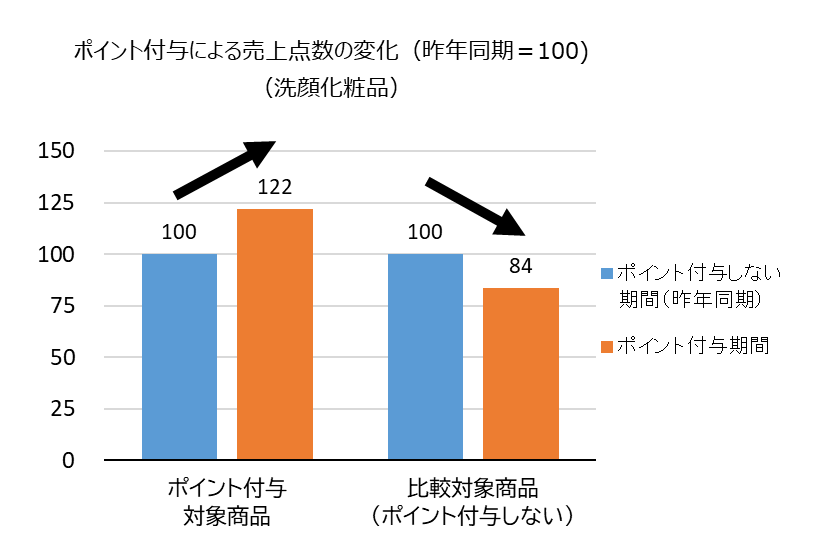 ポイント付与による売上点数の変化（昨年同期＝100)
（洗顔化粧品）
150
125
100
75
50
25
0
100
122
100
84
ポイント付与
対象商品
比較対象商品
（ポイント付与しない）
ポイント付与しない
期間（昨年同期）
ポイント付与期間